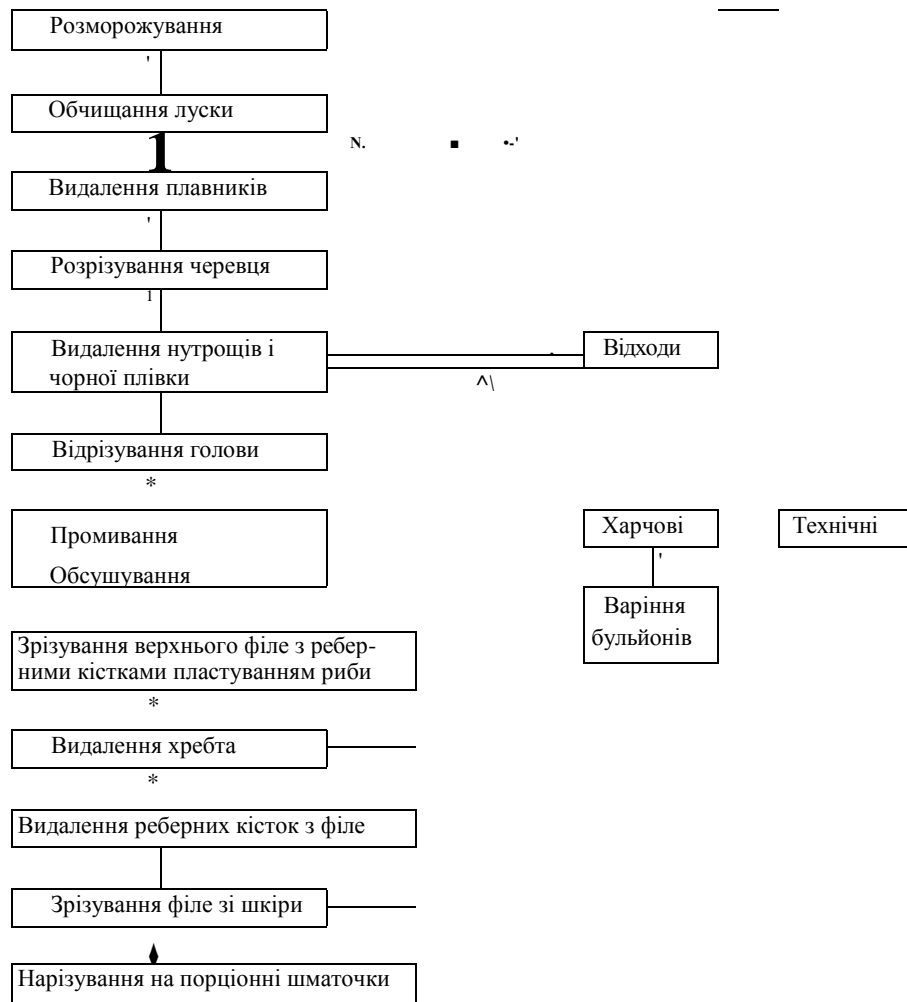 Розморожування
Обчищання луски
1
N. ■ •-'
Видалення плавників
'
Розрізування черевця
і
Видалення нутрощів і
чорної плівки
Відходи
^\
Відрізування голови
*
Промивання
Обсушування
Харчові
Технічні
'
Варіння
бульйонів
Зрізування верхнього філе з ребер-
ними кістками пластуванням риби
*
Видалення хребта
*
Видалення реберних кісток з філе
Зрізування філе зі шкіри
Нарізування на порціонні шматочки